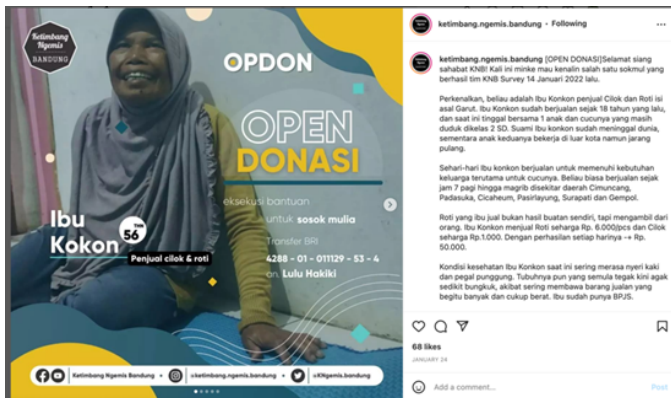 Ketimbang
Ngemis
BANDUNG
OPDON
OPEN
DONASI
eksekusi bantuan
untuk sosok mulia
Transfer BRI
4288 - 01 - 011129 - 53 - 4
an. Lulu Hakiki
Ibu
Kokon
THN
56
Penjual cilok & roti
Ketimbang Ngemis Bandung • @ketimbang.ngemis.bandung • @KNgemis.bandung
ketimbang.ngemis.bandung • Following
ketimbang.ngemis.bandung [OPEN DONASI]Selamat siang
sahabat KNB! Kali ini minke mau kenalin salah satu sokmul yang
berhasil tim KNB Survey 14 Januari 2022 lalu.
Perkenalkan, beliau adalah Ibu Konkon penjual Cilok dan Roti isi
asal Garut. Ibu Konkon sudah berjualan sejak 18 tahun yang lalu,
dan saat ini tinggal bersama 1 anak dan cucunya yang masih
duduk dikelas 2 SD. Suami Ibu konkon sudah meninggal dunia,
sementara anak keduanya bekerja di luar kota namun jarang
pulang.
Sehari-hari Ibu konkon berjualan untuk memenuhi kebutuhan
keluarga terutama untuk cucunya. Beliau biasa berjualan sejak
jam 7 pagi hingga magrib disekitar daerah Cimuncang,
Padasuka, Cicaheum, Pasirlayung, Surapati dan Gempol.
Roti yang ibu jual bukan hasil buatan sendiri, tapi mengambil dari
orang. Ibu Konkon menjual Roti seharga Rp. 6.000/pcs dan Cilok
seharga Rp.1.000. Dengan perhasilan setiap harinya → Rp.
50.000.
Kondisi kesehatan Ibu Konkon saat ini sering merasa nyeri kaki
dan pegal punggung. Tubuhnya pun yang semula tegak kini agak
sedikit bungkuk, akibat sering membawa barang jualan yang
begitu banyak dan cukup berat. Ibu sudah punya BPJS.
68 likes
JANUARY 24
Add a comment...
Post